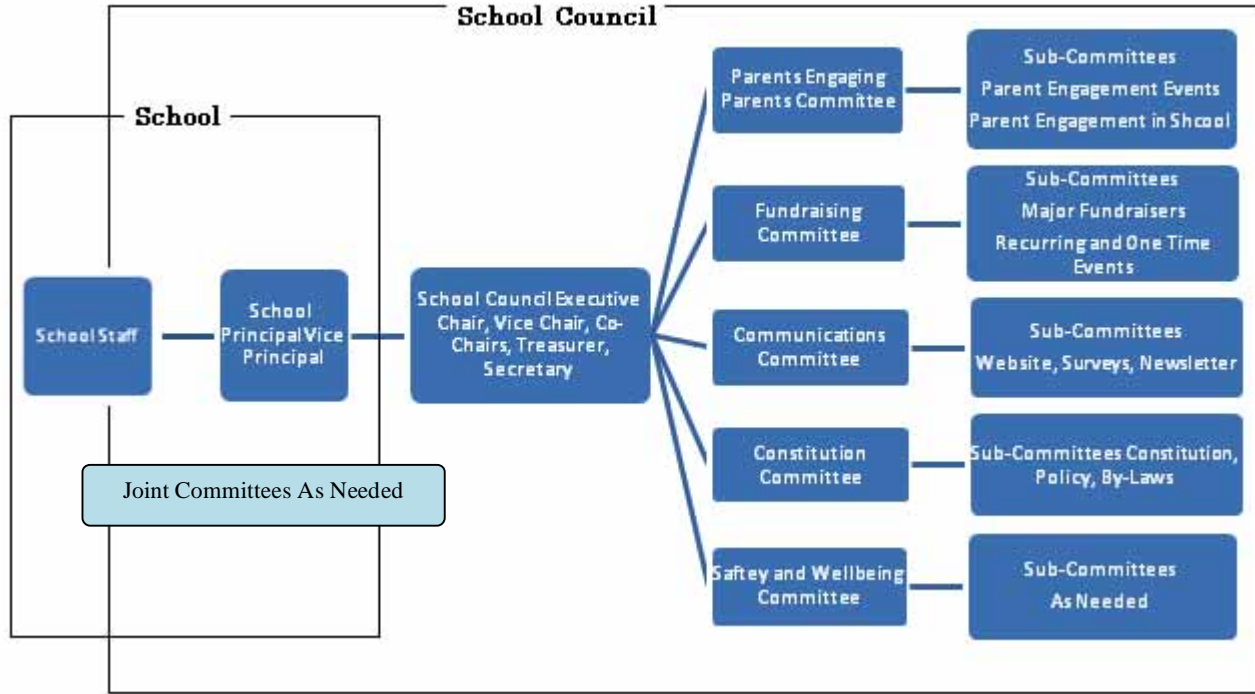 School Council
School
School Staff
School
Principal Vice
Principal
School Council Executive
Chair, Vice Chair, Co-
Chairs, Treasurer,
Secretary
Joint Committees As Needed
Parents Engaging
Parents Committee
Sub-Committees
Parent Engagement Events
Parent Engagement in Shcool
Fundraising
Committee
Sub-Committees
Major Fundraisers
Recurring and One Time
Events
Communications
Committee
Sub-Committees
Website, Surveys, Newsletter
Constitution
Committee
Sub-Committees Constitution,
Policy, By-Laws
Saftey and Wellbeing
Committee
Sub-Committees
As Needed